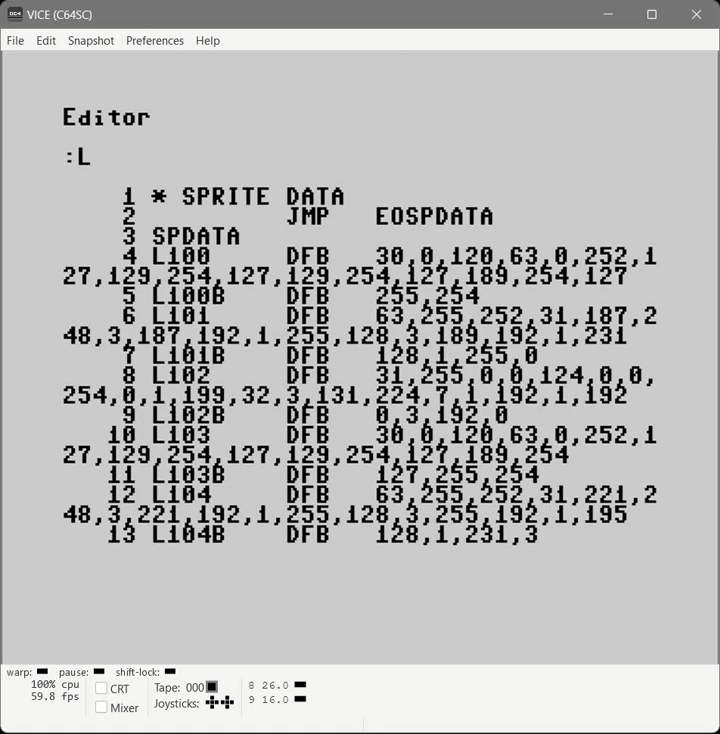 VICE (C64SC)
File Edit Snapshot Preferences Help
Editor
:L
1 * SPRITE DATA
2 JMP EOSPDATA
3 SPDATA
4 L100 DFB 30,0,120,63,0,252,1
27,129,254,127,129,254,127,189,254,127
5 L100B DFB 255,254
6 L101 DFB 63,255,252,31,187,2
48,3,187,192,1,255,128,3,189,192,1,231
7 L101B DFB 128,1,255,0
8 L102 DFB 31,255,0,0,124,0,0,
254,0,1,199,32,3,131,224,7,1,192,1,192
9 L102B DFB 0,3,192,0
10 L103 DFB 30,0,120,63,0,252,1
27,129,254,127,129,254,127,189,254
11 L103B DFB 127,255,254
12 L104 DFB 63,255,252,31,221,2
48,3,221,192,1,255,128,3,255,192,1,195
13 L104B DFB 128,1,231,3
warp: pause: shift-lock:
100% cpu CRT Tape: 000 8 26.0
59.8 fps Mixer Joysticks: 9 16.0